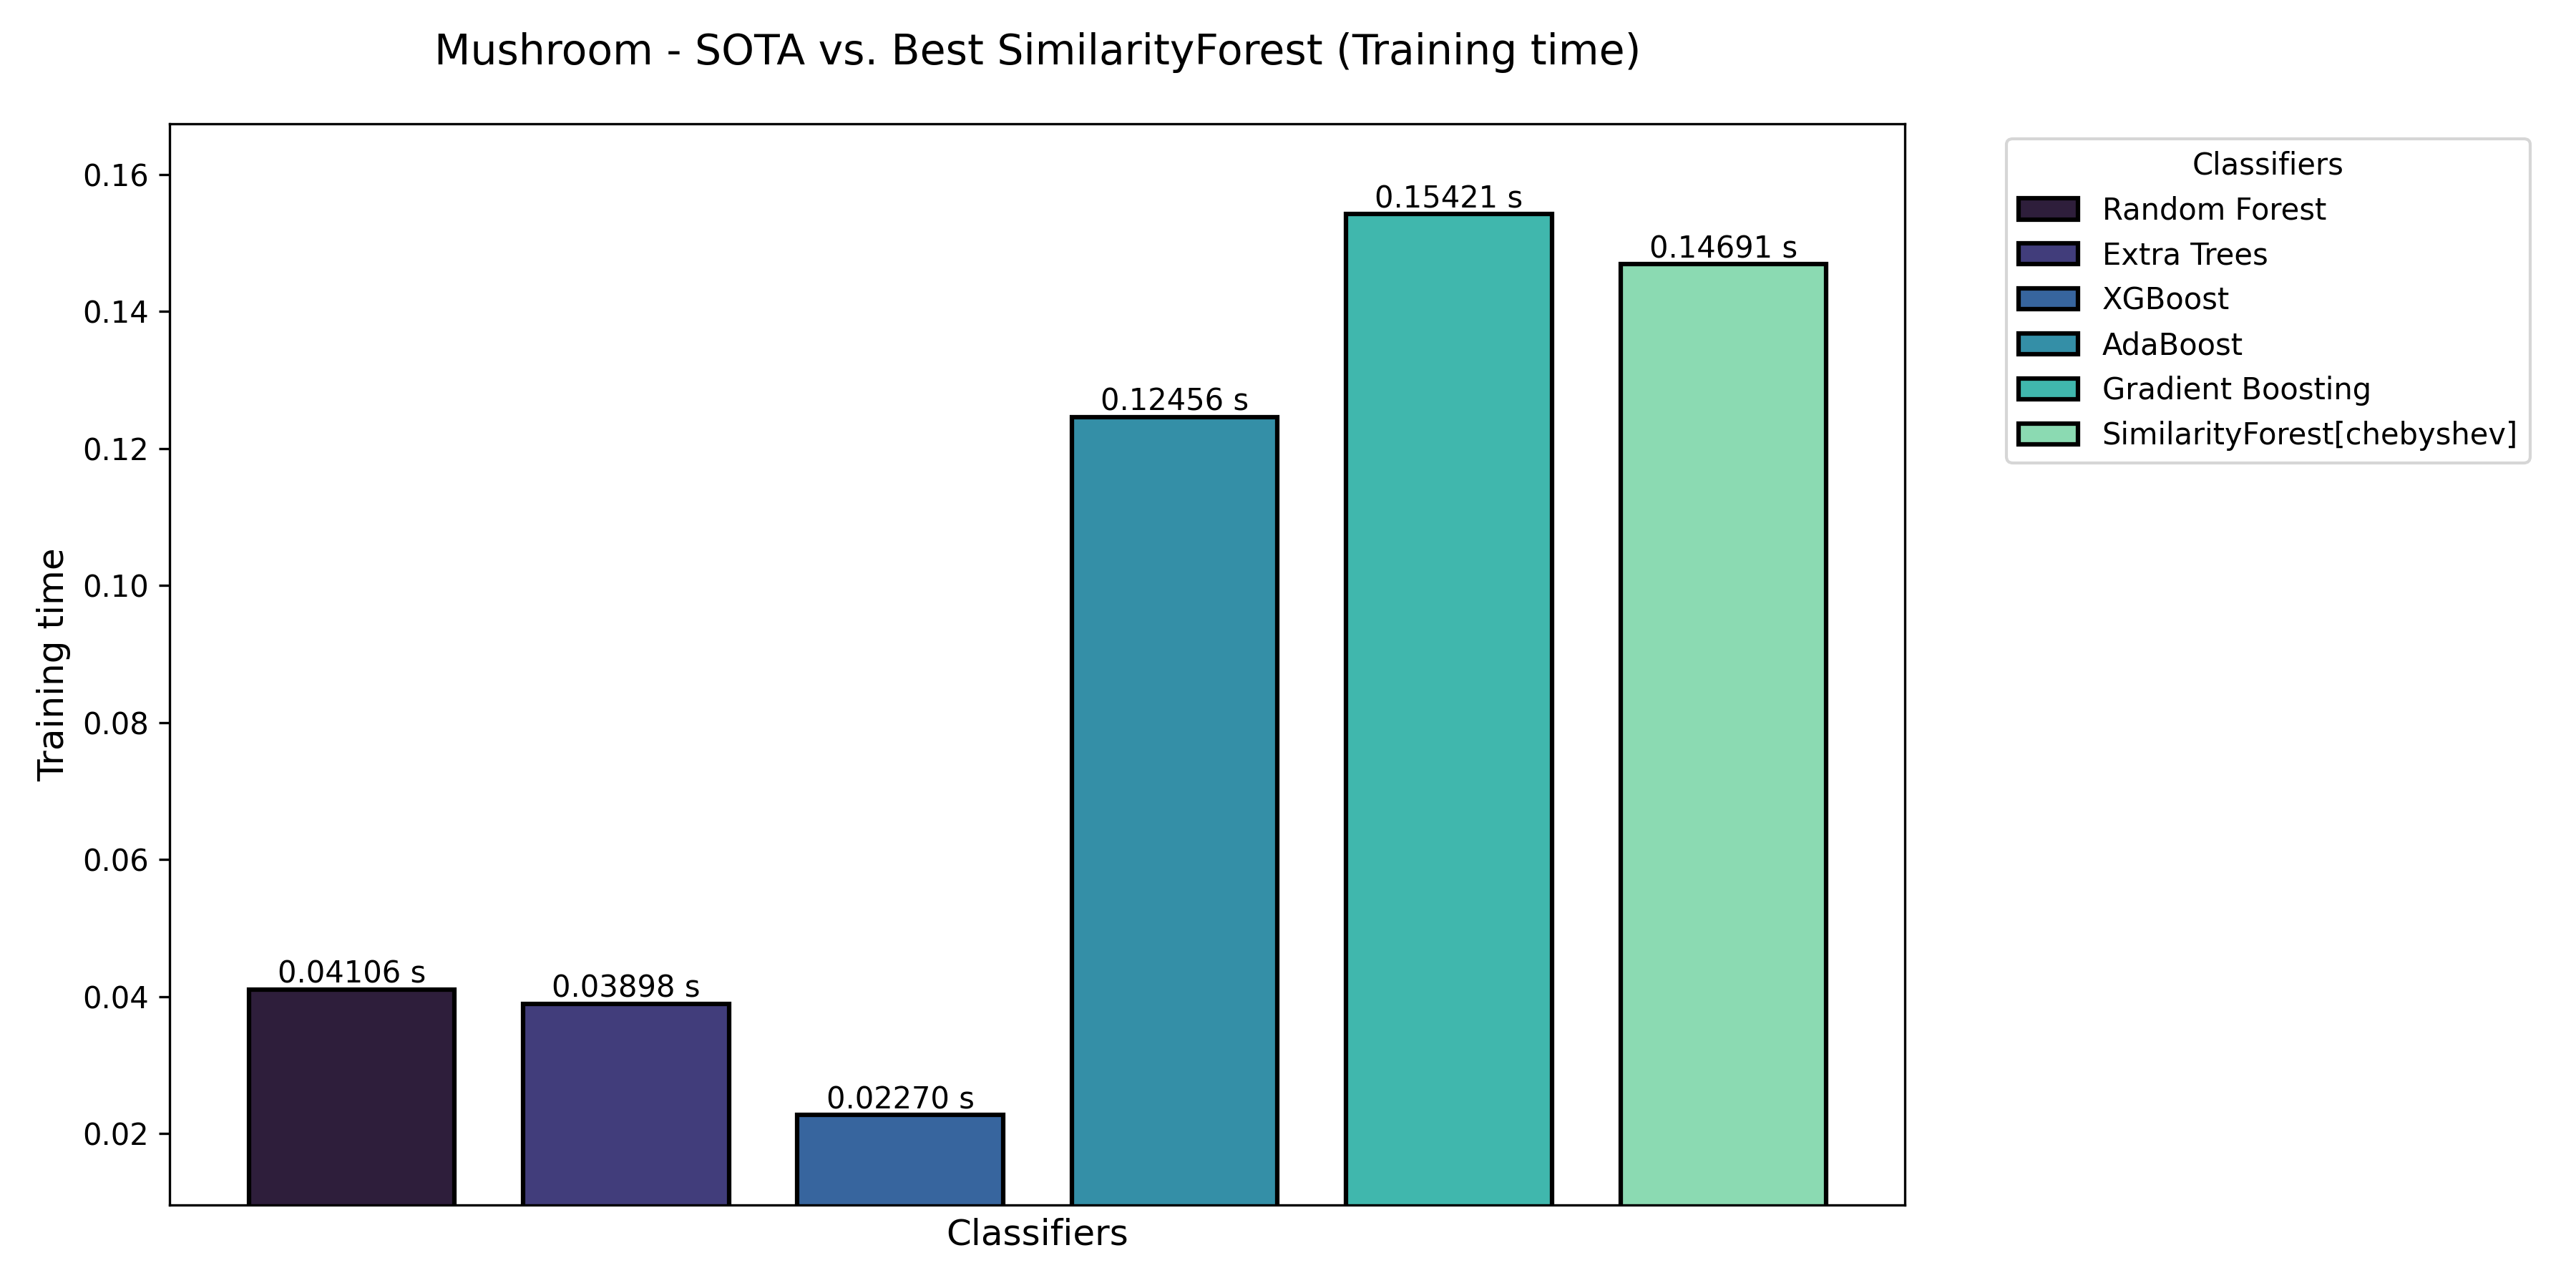 Mushroom - SOTA vs. Best SimilarityForest (Training time)
Training time
0.16
0.14
0.12
0.10
0.08
0.06
0.04
0.02
0.04106 s
0.03898 s
0.02270 s
0.12456 s
0.15421 s
0.14691 s
Classifiers
Classifiers
Random Forest
Extra Trees
XGBoost
AdaBoost
Gradient Boosting
SimilarityForest[chebyshev]